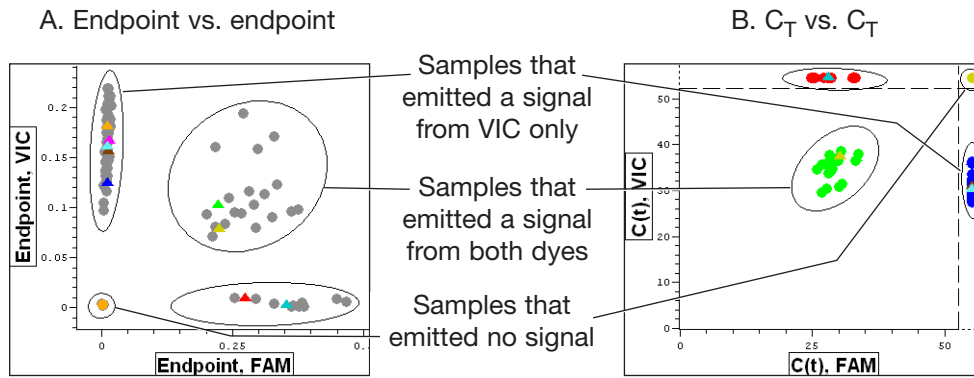 A. Endpoint vs. endpoint
B. C_T vs. C_T
Samples that
emitted a signal
from VIC only
Samples that
emitted a signal
from both dyes
Samples that
emitted no signal
Endpoint, VIC
0.2
0.15
0.1
0.05
0
0
0.25
Endpoint, FAM
C(t), VIC
50
40
30
20
10
0
0
25
50
C(t), FAM